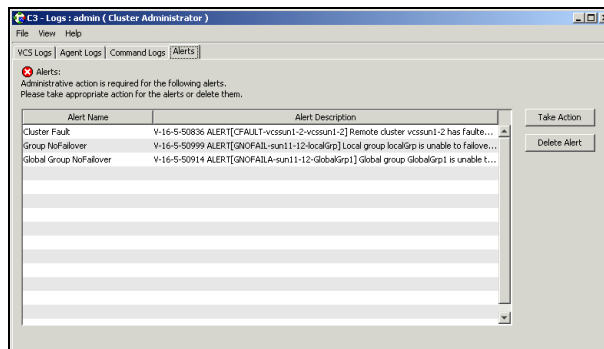 C3 - Logs : admin ( Cluster Administrator )
File View Help
VCS Logs Agent Logs Command Logs Alerts
Alerts:
Administrative action is required for the following alerts.
Please take appropriate action for the alerts or delete them.
Alert Name Alert Description
Take Action
Cluster Fault V-16-5-50836 ALERT[CFAULT-vcssun1-2-vcssun1-2] Remote cluster vcssun1-2 has faulte...
Delete Alert
Group NoFailover V-16-5-50999 ALERT[GNOFAIL-sun11-12-localGrp] Local group localGrp is unable to failove...
Global Group NoFailover V-16-5-50914 ALERT[GNOFAILA-sun11-12-GlobalGrp1] Global group GlobalGrp1 is unable t...